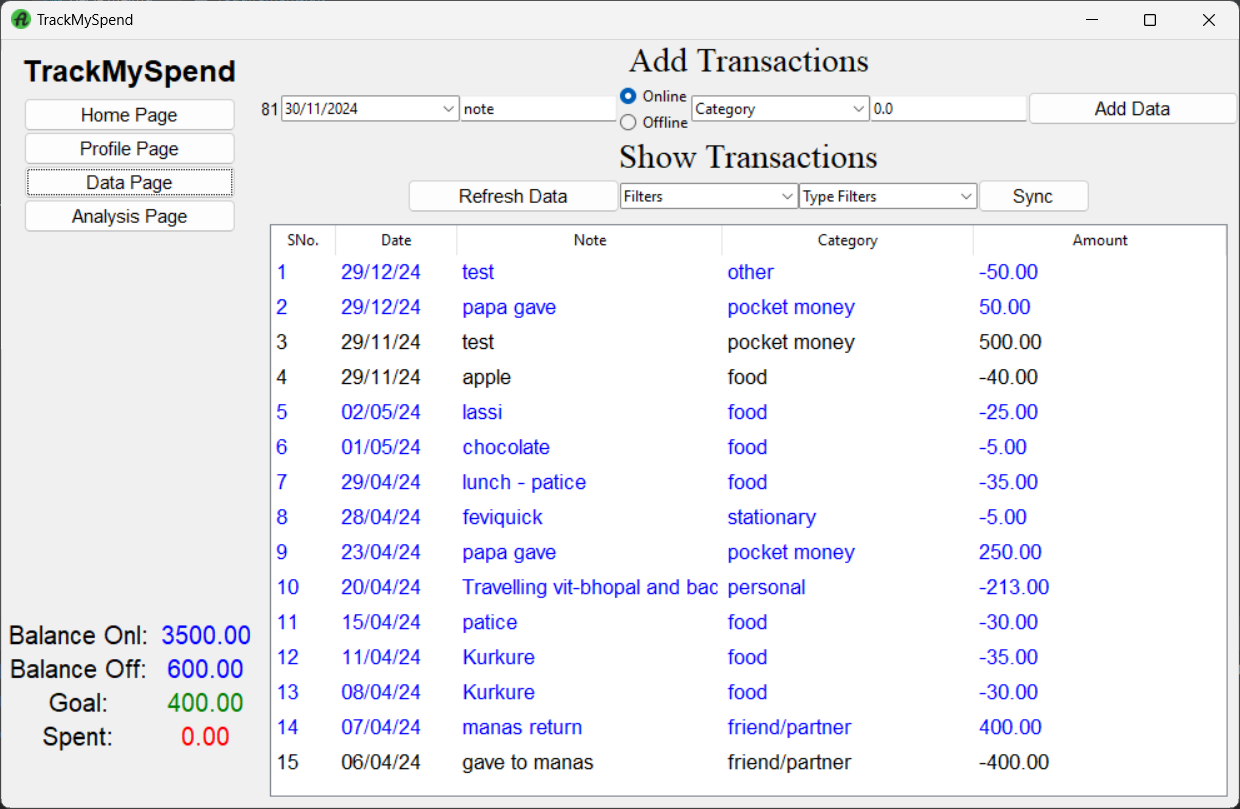 TrackMySpend
TrackMySpend
Home Page
Profile Page
Data Page
Analysis Page
Add Transactions
81 30/11/2024 note Online Offline Category 0.0 Add Data
Show Transactions
Refresh Data Filters Type Filters Sync
SNo. Date Note Category Amount
1 29/12/24 test other -50.00
2 29/12/24 papa gave pocket money 50.00
3 29/11/24 test pocket money 500.00
4 29/11/24 apple food -40.00
5 02/05/24 lassi food -25.00
6 01/05/24 chocolate food -5.00
7 29/04/24 lunch - patice food -35.00
8 28/04/24 feviquick stationary -5.00
9 23/04/24 papa gave pocket money 250.00
10 20/04/24 Travelling vit-bhopal and bac personal -213.00
11 15/04/24 patice food -30.00
12 11/04/24 Kurkure food -35.00
13 08/04/24 Kurkure food -30.00
14 07/04/24 manas return friend/partner 400.00
15 06/04/24 gave to manas friend/partner -400.00
Balance Onl: 3500.00
Balance Off: 600.00
Goal: 400.00
Spent: 0.00